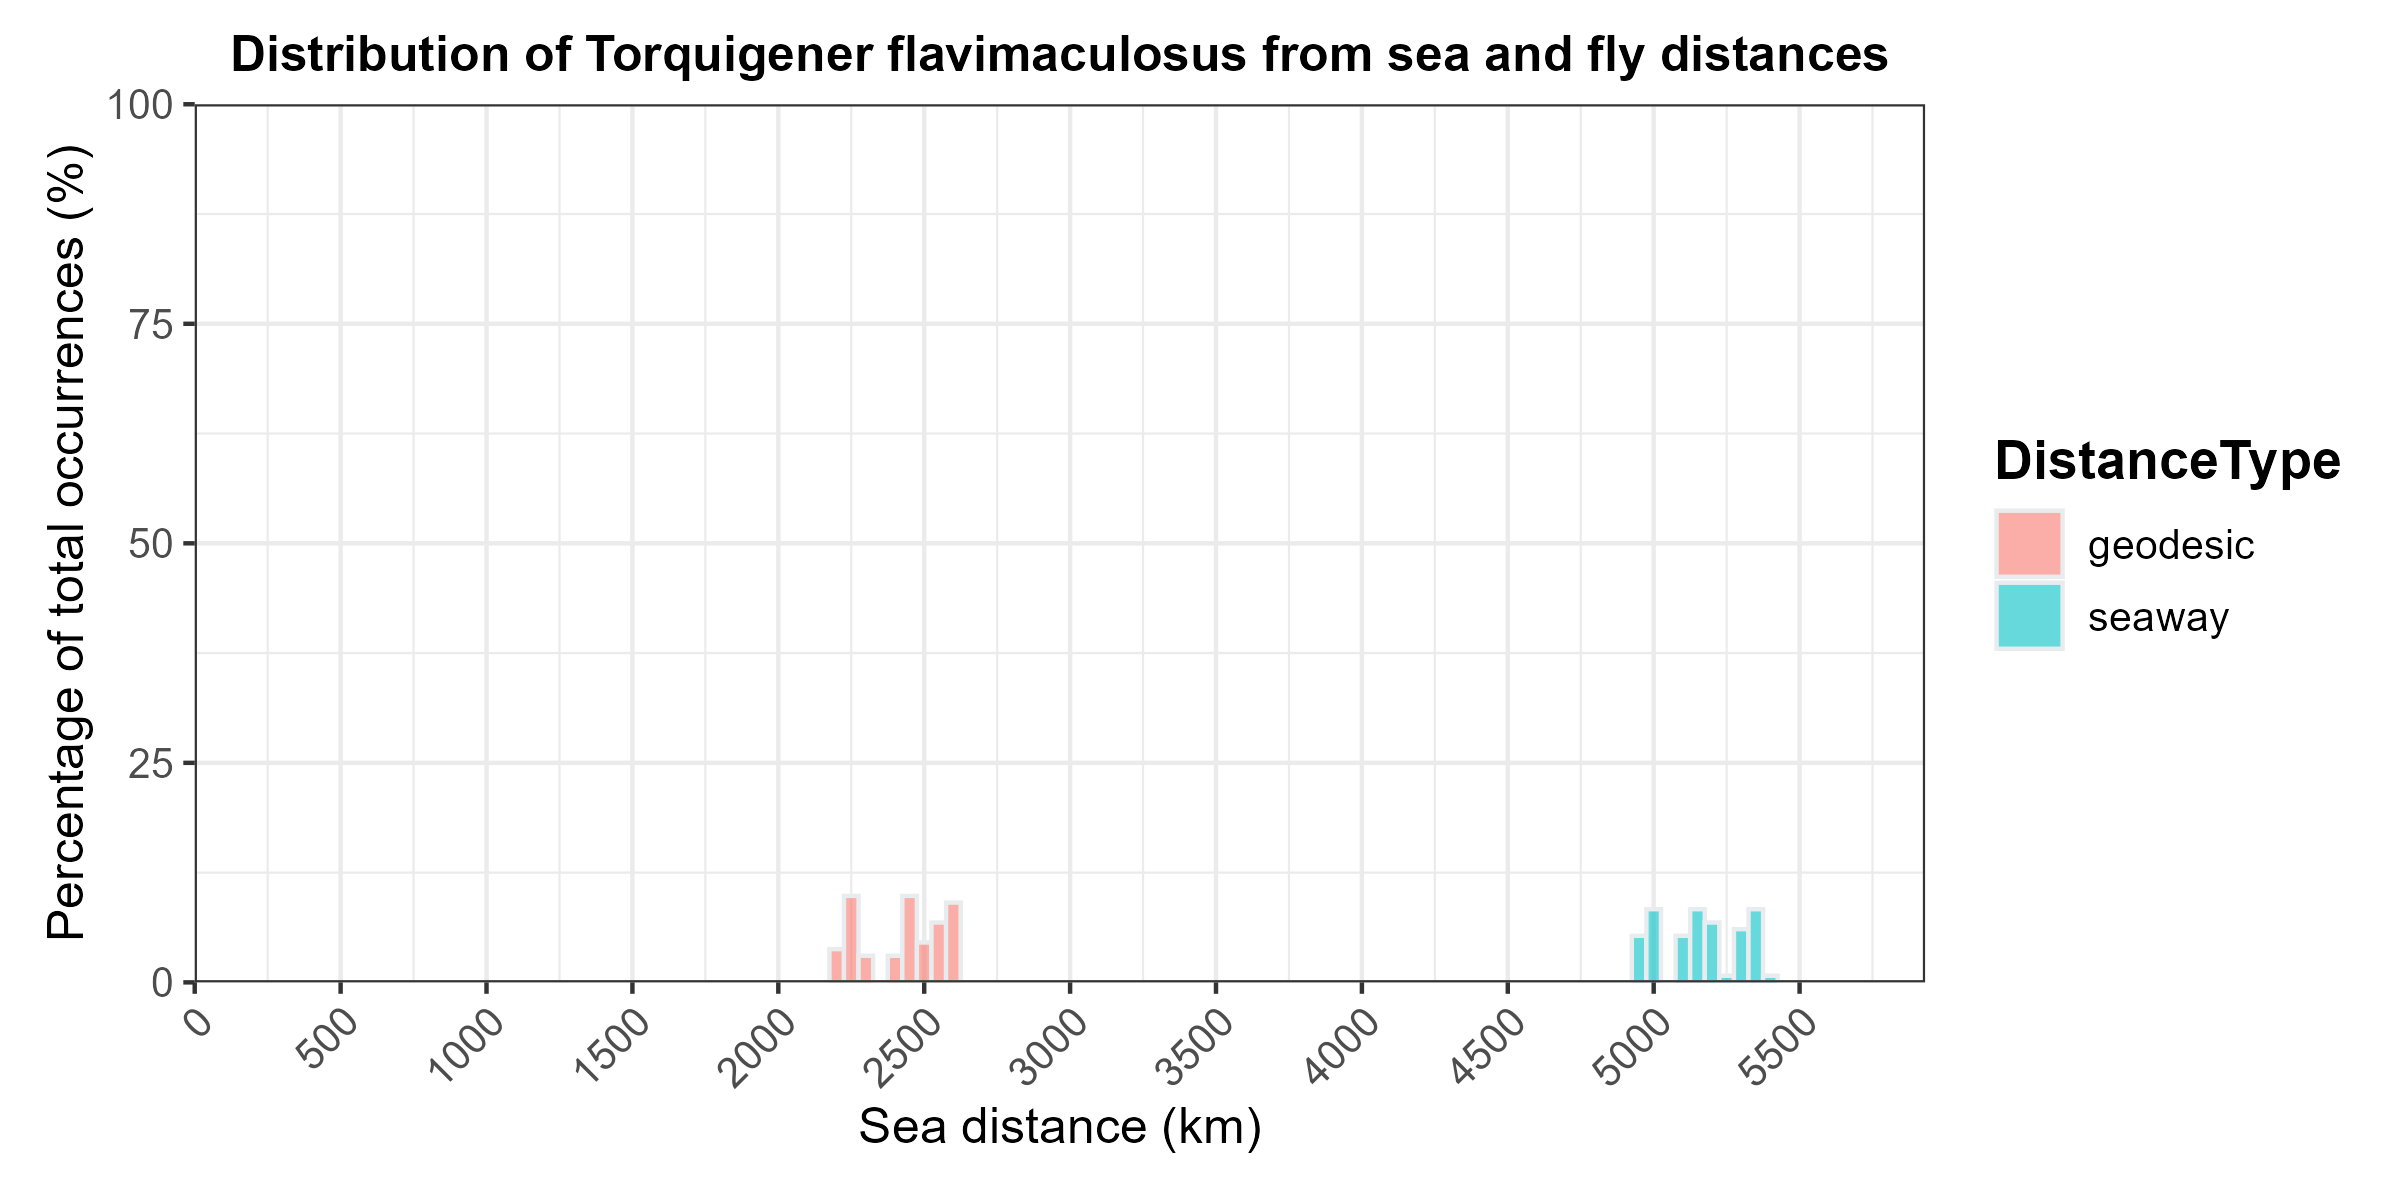 Distribution of Torquigener flavimaculosus from sea and fly distances
Percentage of total occurrences (%)
100
75
50
25
0
0
500
1000
1500
2000
2500
3000
3500
4000
4500
5000
5500
Sea distance (km)
DistanceType
geodesic
seaway